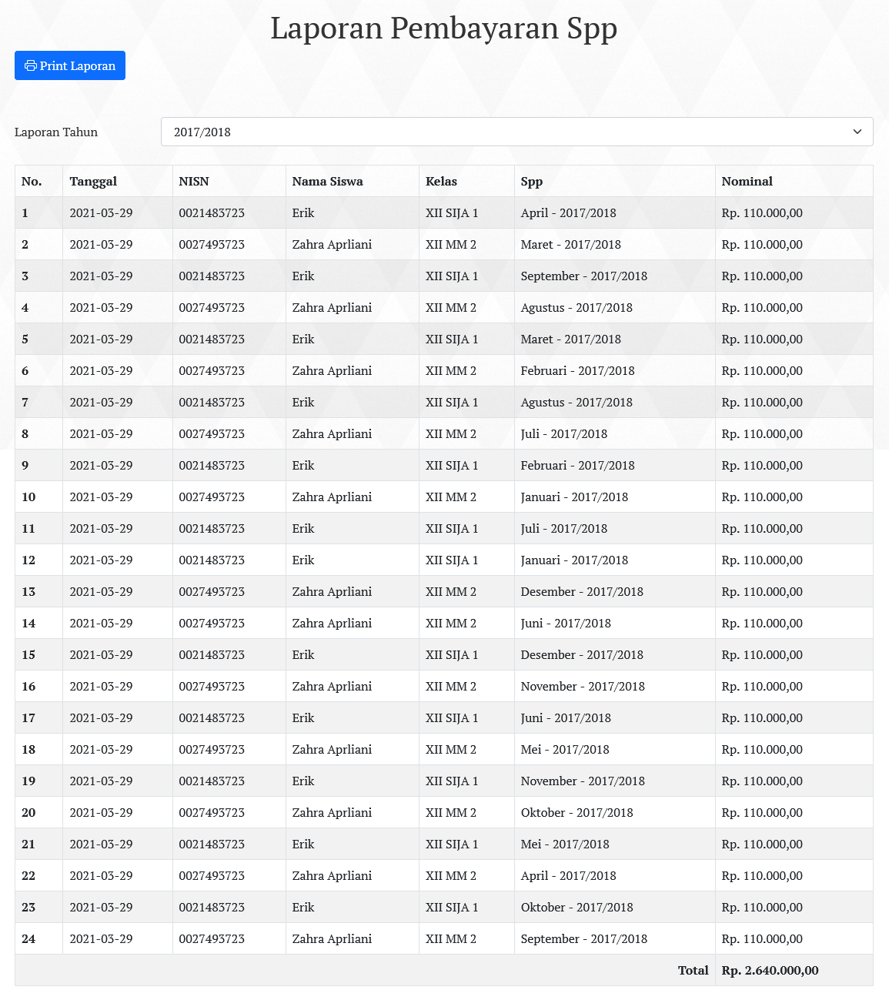 Laporan Pembayaran Spp
Print Laporan
Laporan Tahun 2017/2018
No. Tanggal NISN Nama Siswa Kelas Spp Nominal
1 2021-03-29 0021483723 Erik XII SIJA 1 April - 2017/2018 Rp. 110.000,00
2 2021-03-29 0027493723 Zahra Aprliani XII MM 2 Maret - 2017/2018 Rp. 110.000,00
3 2021-03-29 0021483723 Erik XII SIJA 1 September - 2017/2018 Rp. 110.000,00
4 2021-03-29 0027493723 Zahra Aprliani XII MM 2 Agustus - 2017/2018 Rp. 110.000,00
5 2021-03-29 0021483723 Erik XII SIJA 1 Maret - 2017/2018 Rp. 110.000,00
6 2021-03-29 0027493723 Zahra Aprliani XII MM 2 Februari - 2017/2018 Rp. 110.000,00
7 2021-03-29 0021483723 Erik XII SIJA 1 Agustus - 2017/2018 Rp. 110.000,00
8 2021-03-29 0027493723 Zahra Aprliani XII MM 2 Juli - 2017/2018 Rp. 110.000,00
9 2021-03-29 0021483723 Erik XII SIJA 1 Februari - 2017/2018 Rp. 110.000,00
10 2021-03-29 0027493723 Zahra Aprliani XII MM 2 Januari - 2017/2018 Rp. 110.000,00
11 2021-03-29 0021483723 Erik XII SIJA 1 Juli - 2017/2018 Rp. 110.000,00
12 2021-03-29 0021483723 Erik XII SIJA 1 Januari - 2017/2018 Rp. 110.000,00
13 2021-03-29 0027493723 Zahra Aprliani XII MM 2 Desember - 2017/2018 Rp. 110.000,00
14 2021-03-29 0027493723 Zahra Aprliani XII MM 2 Juni - 2017/2018 Rp. 110.000,00
15 2021-03-29 0021483723 Erik XII SIJA 1 Desember - 2017/2018 Rp. 110.000,00
16 2021-03-29 0027493723 Zahra Aprliani XII MM 2 November - 2017/2018 Rp. 110.000,00
17 2021-03-29 0021483723 Erik XII SIJA 1 Juni - 2017/2018 Rp. 110.000,00
18 2021-03-29 0027493723 Zahra Aprliani XII MM 2 Mei - 2017/2018 Rp. 110.000,00
19 2021-03-29 0021483723 Erik XII SIJA 1 November - 2017/2018 Rp. 110.000,00
20 2021-03-29 0027493723 Zahra Aprliani XII MM 2 Oktober - 2017/2018 Rp. 110.000,00
21 2021-03-29 0021483723 Erik XII SIJA 1 Mei - 2017/2018 Rp. 110.000,00
22 2021-03-29 0027493723 Zahra Aprliani XII MM 2 April - 2017/2018 Rp. 110.000,00
23 2021-03-29 0021483723 Erik XII SIJA 1 Oktober - 2017/2018 Rp. 110.000,00
24 2021-03-29 0027493723 Zahra Aprliani XII MM 2 September - 2017/2018 Rp. 110.000,00
Total Rp. 2.640.000,00